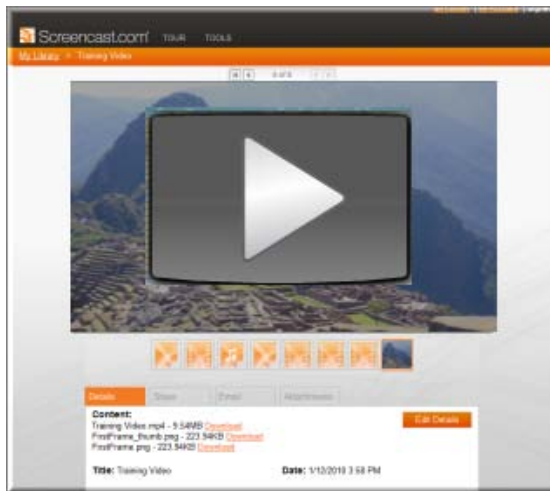 Screencast.com TOUR TOOLS
My Library > Training Video
Details Share Email Attachments
Content:
Training Video.mp4 - 9.54MB Download
FirstFrame_thumb.png - 223.94KB Download
FirstFrame.png - 223.94KB Download
Edit Details
Title: Training Video Date: 1/12/2010 3:58 PM